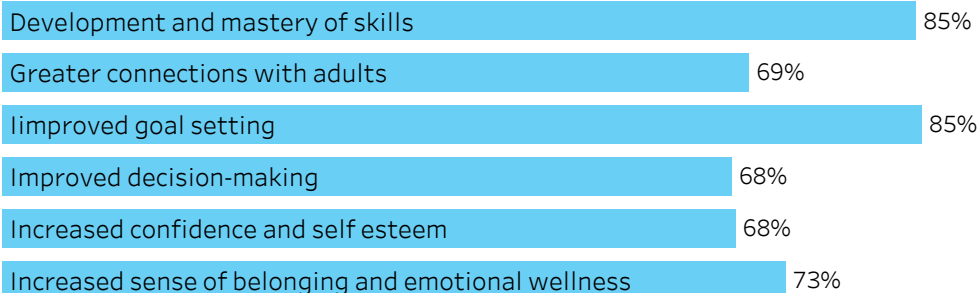 Development and mastery of skills 85%
Greater connections with adults 69%
Iimproved goal setting 85%
Improved decision-making 68%
Increased confidence and self esteem 68%
Increased sense of belonging and emotional wellness 73%